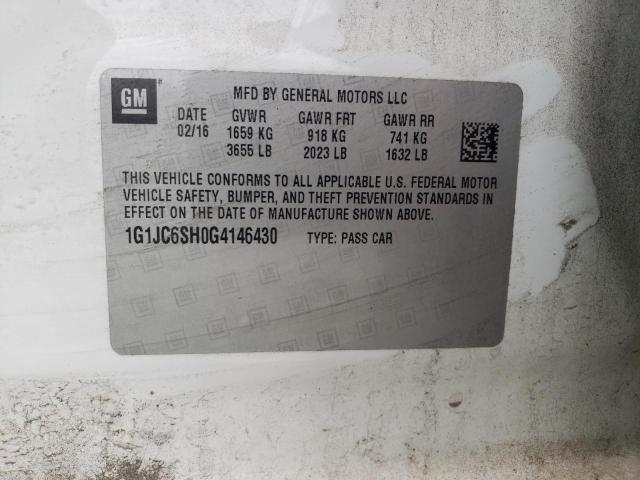 GM
MFD BY GENERAL MOTORS LLC
DATE GVWR GAWR FRT GAWR RR
02/16 1659 KG 918 KG 741 KG
3655 LB 2023 LB 1632 LB
THIS VEHICLE CONFORMS TO ALL APPLICABLE U.S. FEDERAL MOTOR
VEHICLE SAFETY, BUMPER, AND THEFT PREVENTION STANDARDS IN
EFFECT ON THE DATE OF MANUFACTURE SHOWN ABOVE.
1G1JC6SH0G4146430 TYPE: PASS CAR